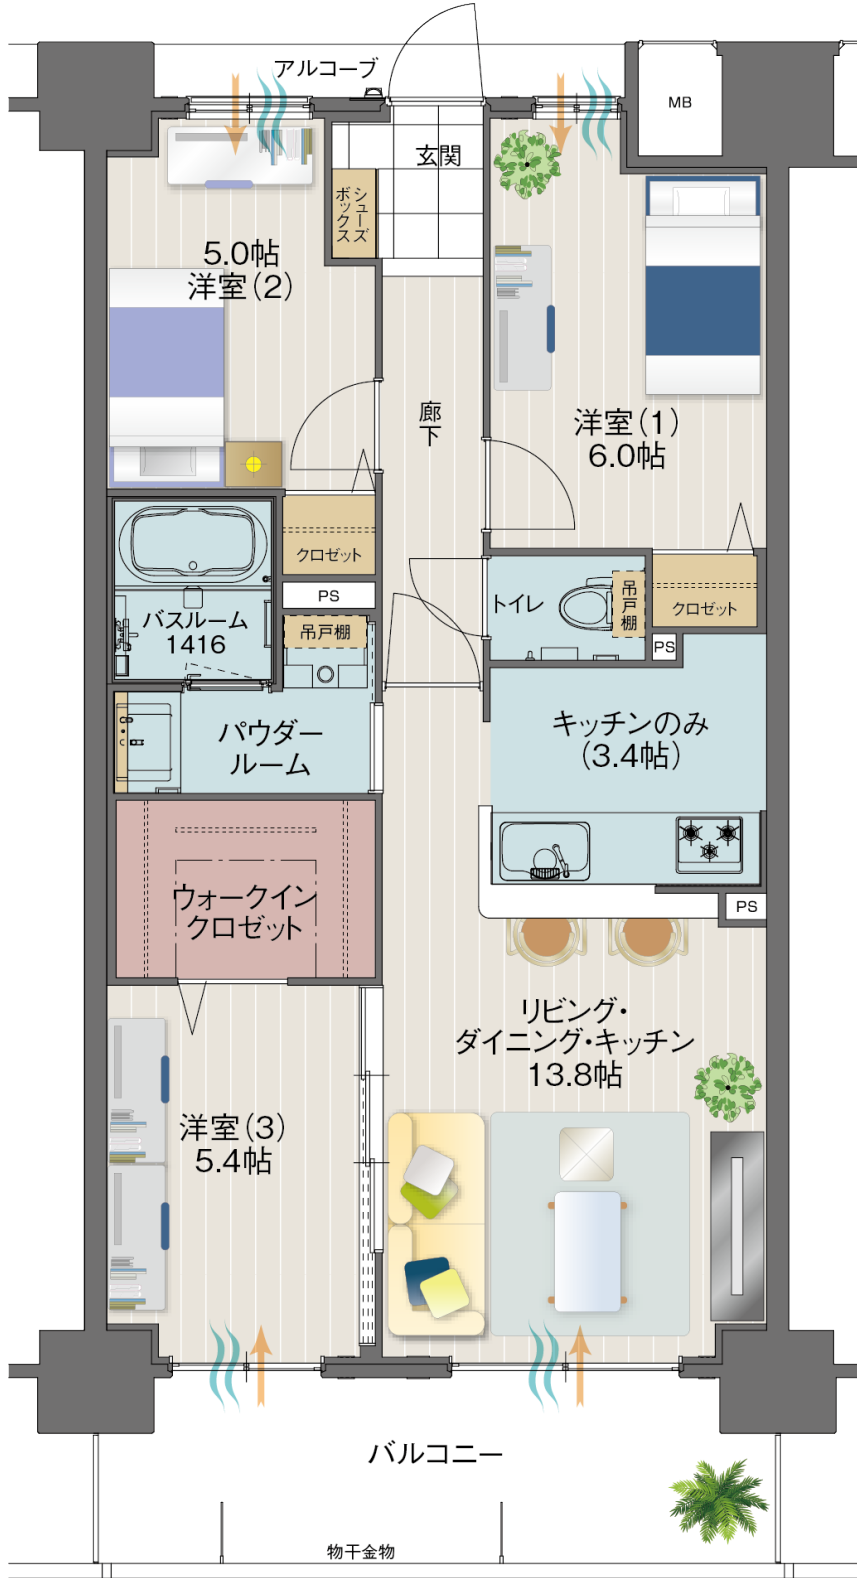 アルコーブ
MB
玄関
シューズ
ボックス
5.0帖
洋室(2)
廊下
洋室(1)
6.0帖
クロゼット
PS
バスルーム
1416
吊戸棚
トイレ
吊戸棚
クロゼット
PS
パウダー
ルーム
キッチンのみ
(3.4帖)
ウォークイン
クロゼット
PS
リビング・
ダイニング・キッチン
13.8帖
洋室(3)
5.4帖
バルコニー
物干金物